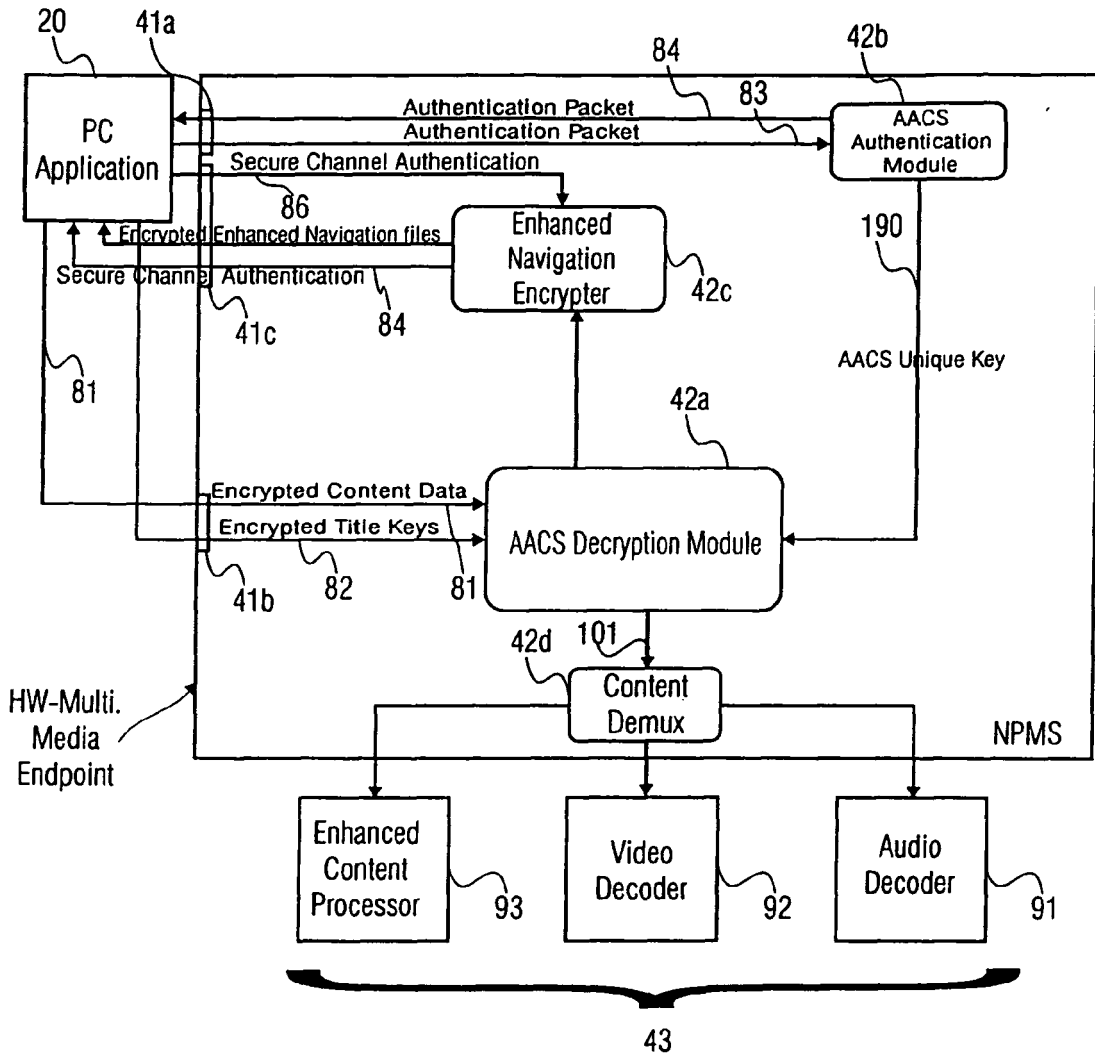 20
41a
42b
84
83
PC
Application
Authentication Packet
Authentication Packet
AACS
Authentication
Module
Secure Channel Authentication
86
190
Enhanced
Navigation
Encrypter
Encrypted Enhanced Navigation files
Secure Channel Authentication
42c
41c
84
81
AACS Unique Key
42a
Encrypted Content Data
Encrypted Title Keys
AACS Decryption Module
41b
82
81
101
42d
Content
Demux
HW-Multi.
Media
Endpoint
NPMS
Enhanced
Content
Processor
93
Video
Decoder
92
Audio
Decoder
91
43